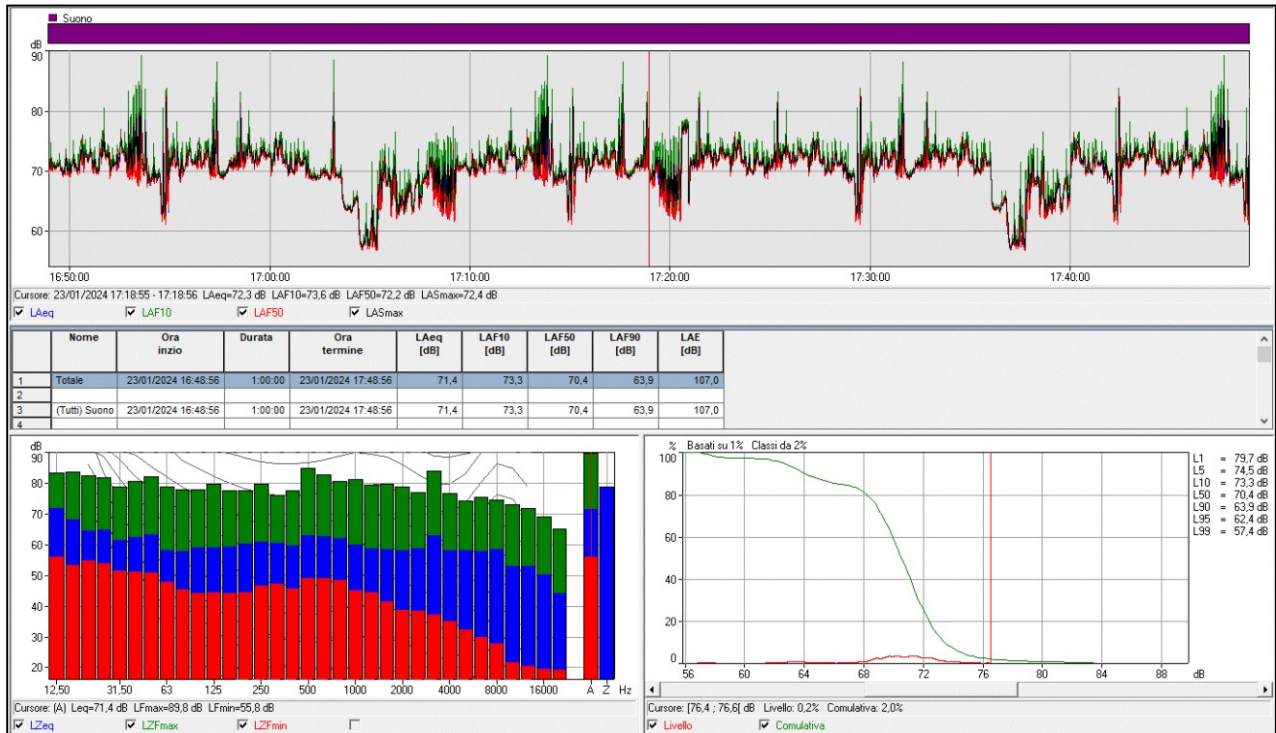 Suono
dB
90
80
70
60
16:50:00 17:00:00 17:10:00 17:20:00 17:30:00 17:40:00
Cursore: 23/01/2024 17:18:55 - 17:18:56 LAeq=72,3 dB LAF10=73,6 dB LAF50=72,2 dB LASmax=72,4 dB
LAeq LAF10 LAF50 LASmax
Nome Ora inzio Durata Ora termine LAeq [dB] LAF10 [dB] LAF50 [dB] LAF90 [dB] LAE [dB]
1 Totale 23/01/2024 16:48:56 1:00:00 23/01/2024 17:48:56 71,4 73,3 70,4 63,9 107,0
2
3 (Tutti) Suono 23/01/2024 16:48:56 1:00:00 23/01/2024 17:48:56 71,4 73,3 70,4 63,9 107,0
4
dB
90
80
70
60
50
40
30
20
12,50 31,50 63 125 250 500 1000 2000 4000 8000 16000 A Z Hz
Cursore: (A) Leq=71,4 dB LFmax=89,8 dB LFmin=55,8 dB
LZeq LZFmax LZFmin
% Basati su 1% Classi da 2%
100
80
60
40
20
0
56 60 64 68 72 76 80 84 88 dB
L1 = 79,7 dB
L5 = 74,5 dB
L10 = 73,3 dB
L50 = 70,4 dB
L90 = 63,9 dB
L95 = 62,4 dB
L99 = 57,4 dB
Cursore: [76,4 ; 76,6[ dB Livello: 0,2% Comulativa: 2,0%
Livello Comulativa